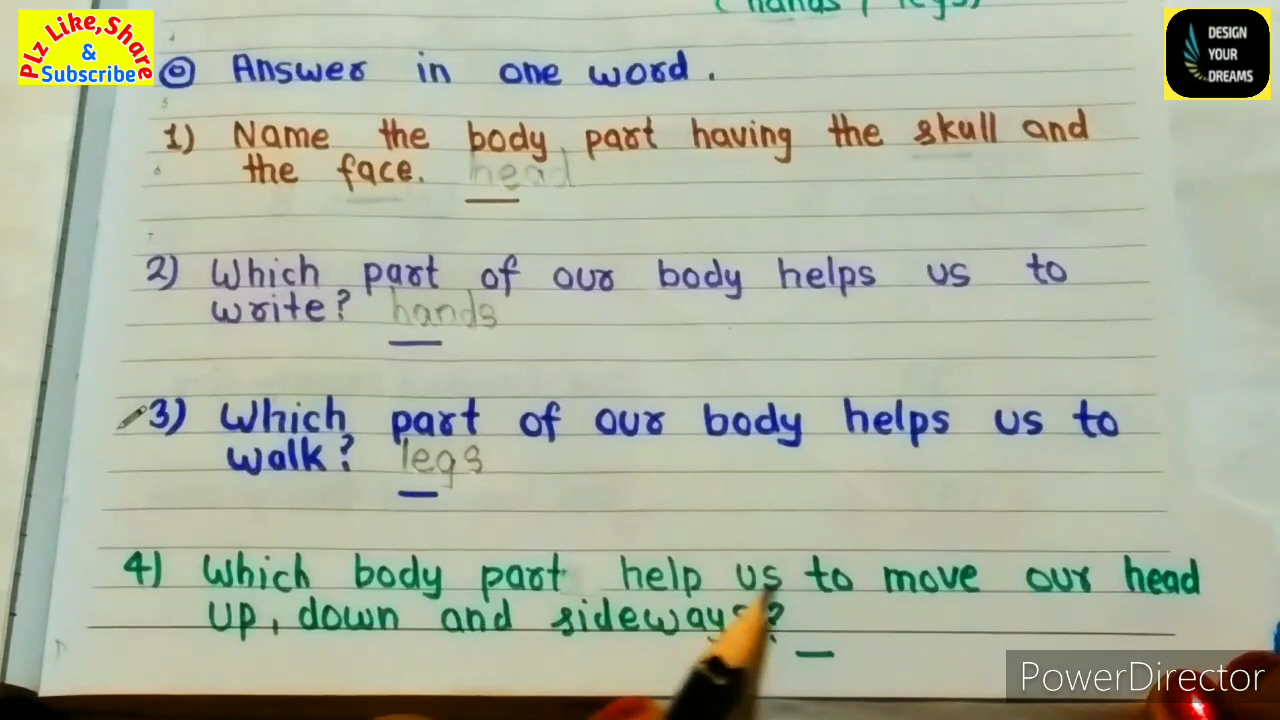 (hands / legs)
Plz Like, Share
&
Subscribe
DESIGN
YOUR
DREAMS
Answer in one word.
1) Name the body part having the skull and
the face. head
2) Which part of our body helps us to
write? hands
3) Which part of our body helps us to
walk? legs
4) Which body part help us to move our head
up, down and sideways?
PowerDirector